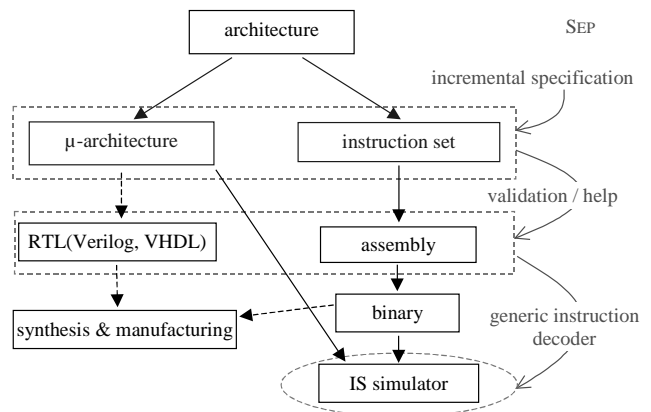 architecture
SEP
incremental specification
µ-architecture
instruction set
validation / help
RTL(Verilog, VHDL)
assembly
synthesis & manufacturing
binary
generic instruction
decoder
IS simulator